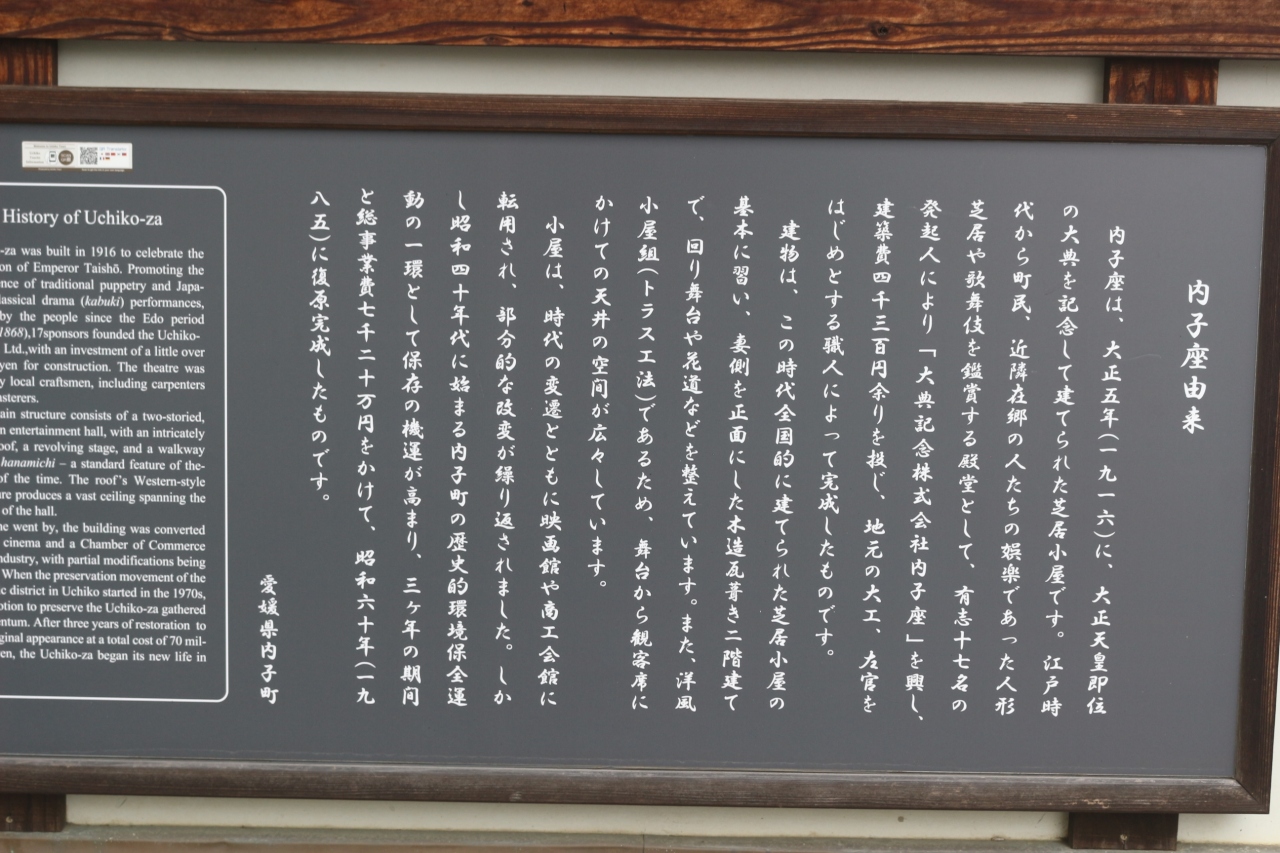 内子座由来
内子座は、大正五年(一九一六)に、大正天皇即位
の大典を記念して建てられた芝居小屋です。江戸時
代から町民、近隣在郷の人たちの娯楽であった人形
芝居や歌舞伎を鑑賞する殿堂として、有志十七名の
発起人により「大典記念株式会社内子座」を興し、
建築費四千三百円余りを投じ、地元の大工、左官を
はじめとする職人によって完成したものです。
建物は、この時代全国的に建てられた芝居小屋の
基本に習い、妻側を正面にした木造瓦葺き二階建て
で、回り舞台や花道などを整えています。また、洋風
小屋組(トラス工法)であるため、舞台から観客席に
かけての天井の空間が広々しています。
小屋は、時代の変遷とともに映画館や商工会館に
転用され、部分的な改変が繰り返されました。しか
し昭和四十年代に始まる内子町の歴史的環境保全運
動の一環として保存の機運が高まり、三ヶ年の期間
と総事業費七千二十万円をかけて、昭和六十年(一九
八五)に復原完成したものです。
愛媛県内子町
History of Uchiko-za
-za was built in 1916 to celebrate the
on of Emperor Taishō. Promoting the
ence of traditional puppetry and Japa-
lassical drama (kabuki) performances,
by the people since the Edo period
1868),17sponsors founded the Uchiko-
Ltd.,with an investment of a little over
yen for construction. The theatre was
y local craftsmen, including carpenters
asterers.
ain structure consists of a two-storied,
n entertainment hall, with an intricately
oof, a revolving stage, and a walkway
hanamichi – a standard feature of the-
of the time. The roof's Western-style
re produces a vast ceiling spanning the
of the hall.
ne went by, the building was converted
cinema and a Chamber of Commerce
ndustry, with partial modifications being
When the preservation movement of the
c district in Uchiko started in the 1970s,
otion to preserve the Uchiko-za gathered
entum. After three years of restoration to
ginal appearance at a total cost of 70 mil-
en, the Uchiko-za began its new life in